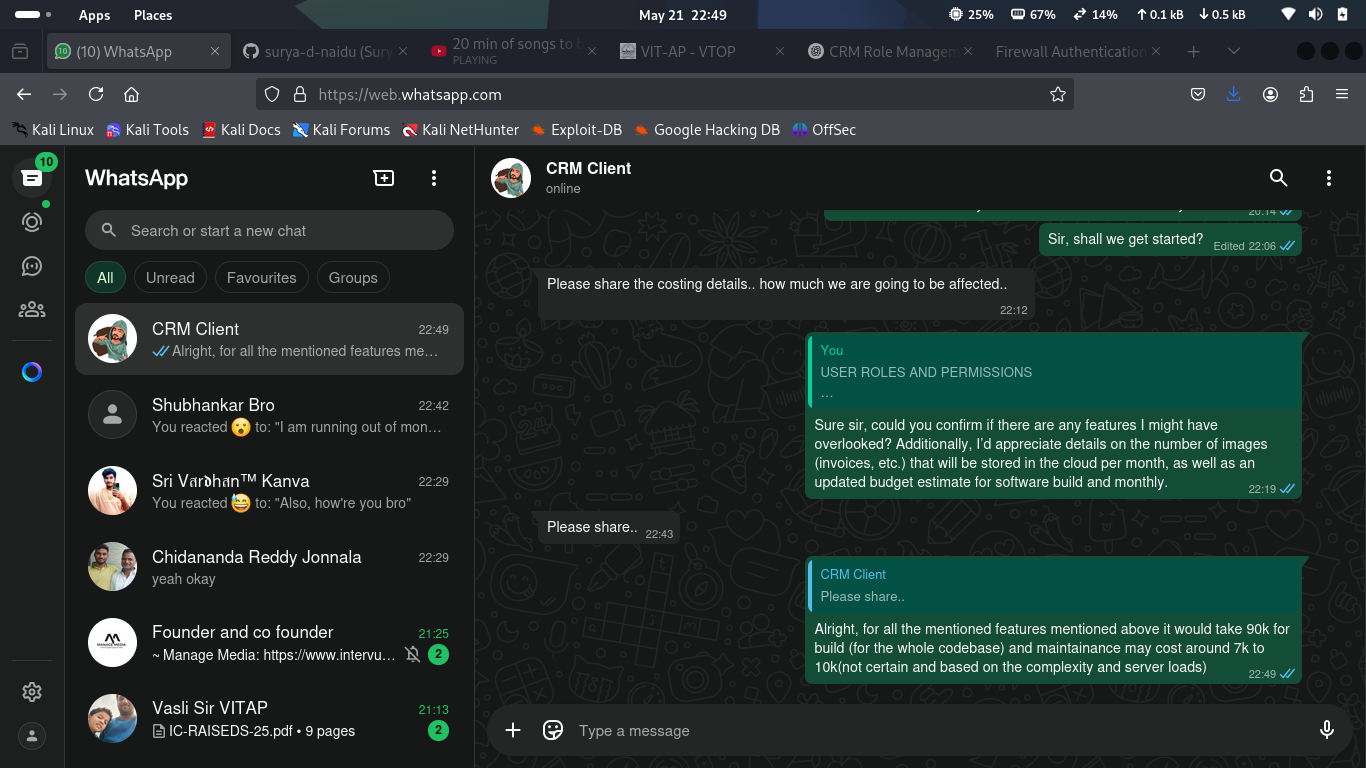 Apps Places May 21 22:49 25% 67% 14% ↑ 0.1 kB ↓ 0.5 kB
(10) WhatsApp surya-d-naidu (Sury 20 min of songs to b VIT-AP - VTOP CRM Role Managem Firewall Authentication
PLAYING
https://web.whatsapp.com
Kali Linux Kali Tools Kali Docs Kali Forums Kali NetHunter Exploit-DB Google Hacking DB OffSec
10
WhatsApp
Search or start a new chat
All Unread Favourites Groups
CRM Client 22:49
Alright, for all the mentioned features me…
Shubhankar Bro 22:42
You reacted 😮 to: "I am running out of mon…
Sri Vαrժհαn™ Kanva 22:29
You reacted 😅 to: "Also, how're you bro"
Chidananda Reddy Jonnala 22:29
yeah okay
Founder and co founder 21:25
~ Manage Media: https://www.intervu… 2
Vasli Sir VITAP 21:13
IC-RAISEDS-25.pdf • 9 pages 2
CRM Client
online
20:14
Sir, shall we get started? Edited 22:06
Please share the costing details.. how much we are going to be affected..
22:12
You
USER ROLES AND PERMISSIONS
…
Sure sir, could you confirm if there are any features I might have
overlooked? Additionally, I'd appreciate details on the number of images
(invoices, etc.) that will be stored in the cloud per month, as well as an
updated budget estimate for software build and monthly. 22:19
Please share.. 22:43
CRM Client
Please share..
Alright, for all the mentioned features mentioned above it would take 90k for
build (for the whole codebase) and maintainance may cost around 7k to
10k(not certain and based on the complexity and server loads) 22:49
Type a message